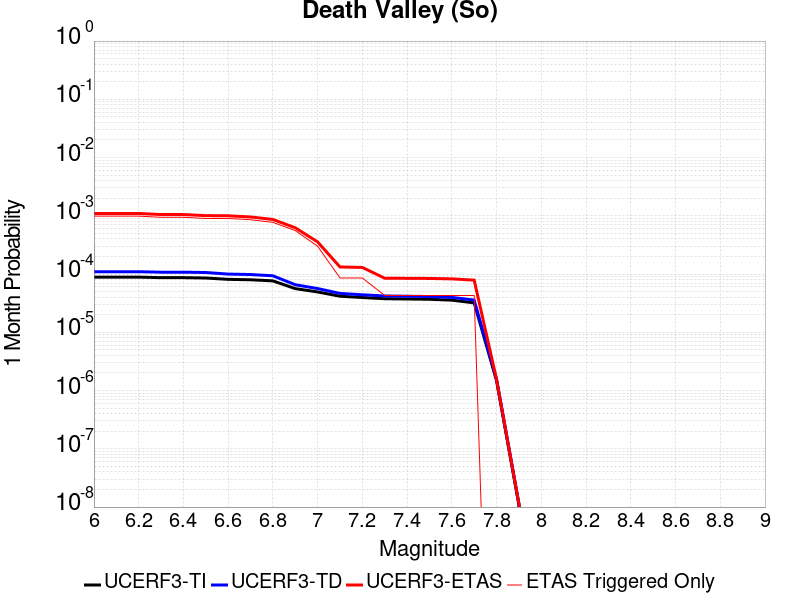 Death Valley (So)
10^0
10^-1
10^-2
10^-3
10^-4
10^-5
10^-6
10^-7
10^-8
1 Month Probability
6 6.2 6.4 6.6 6.8 7 7.2 7.4 7.6 7.8 8 8.2 8.4 8.6 8.8 9
Magnitude
UCERF3-TI UCERF3-TD UCERF3-ETAS ETAS Triggered Only